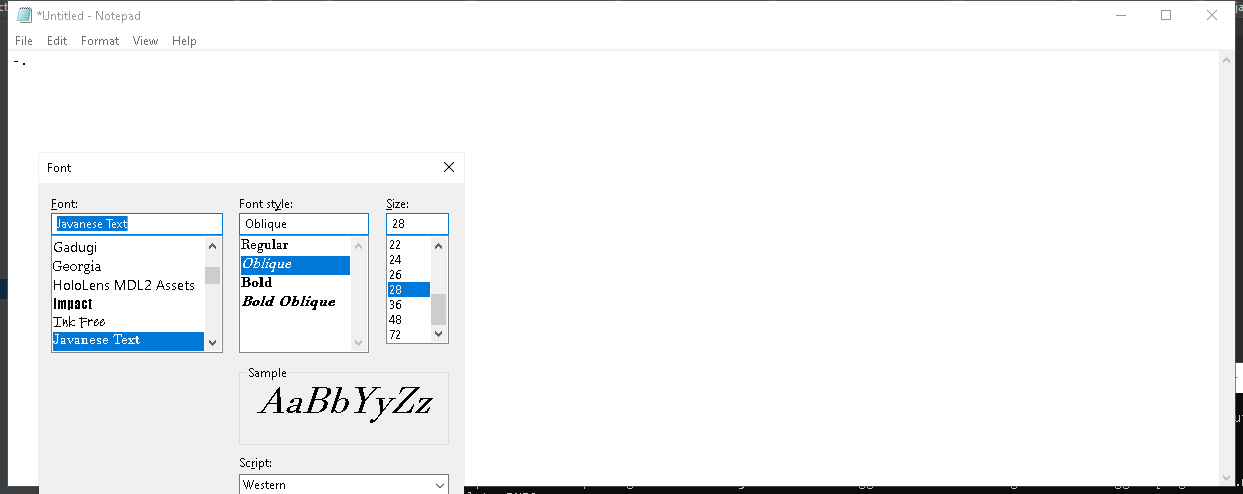 *Untitled - Notepad
File Edit Format View Help
-.
Font
Font: Font style: Size:
Javanese Text Oblique 28
Gadugi
Georgia
HoloLens MDL2 Assets
Impact
Ink Free
Javanese Text
Regular
Oblique
Bold
Bold Oblique
22
24
26
28
36
48
72
Sample
AaBbYyZz
Script:
Western